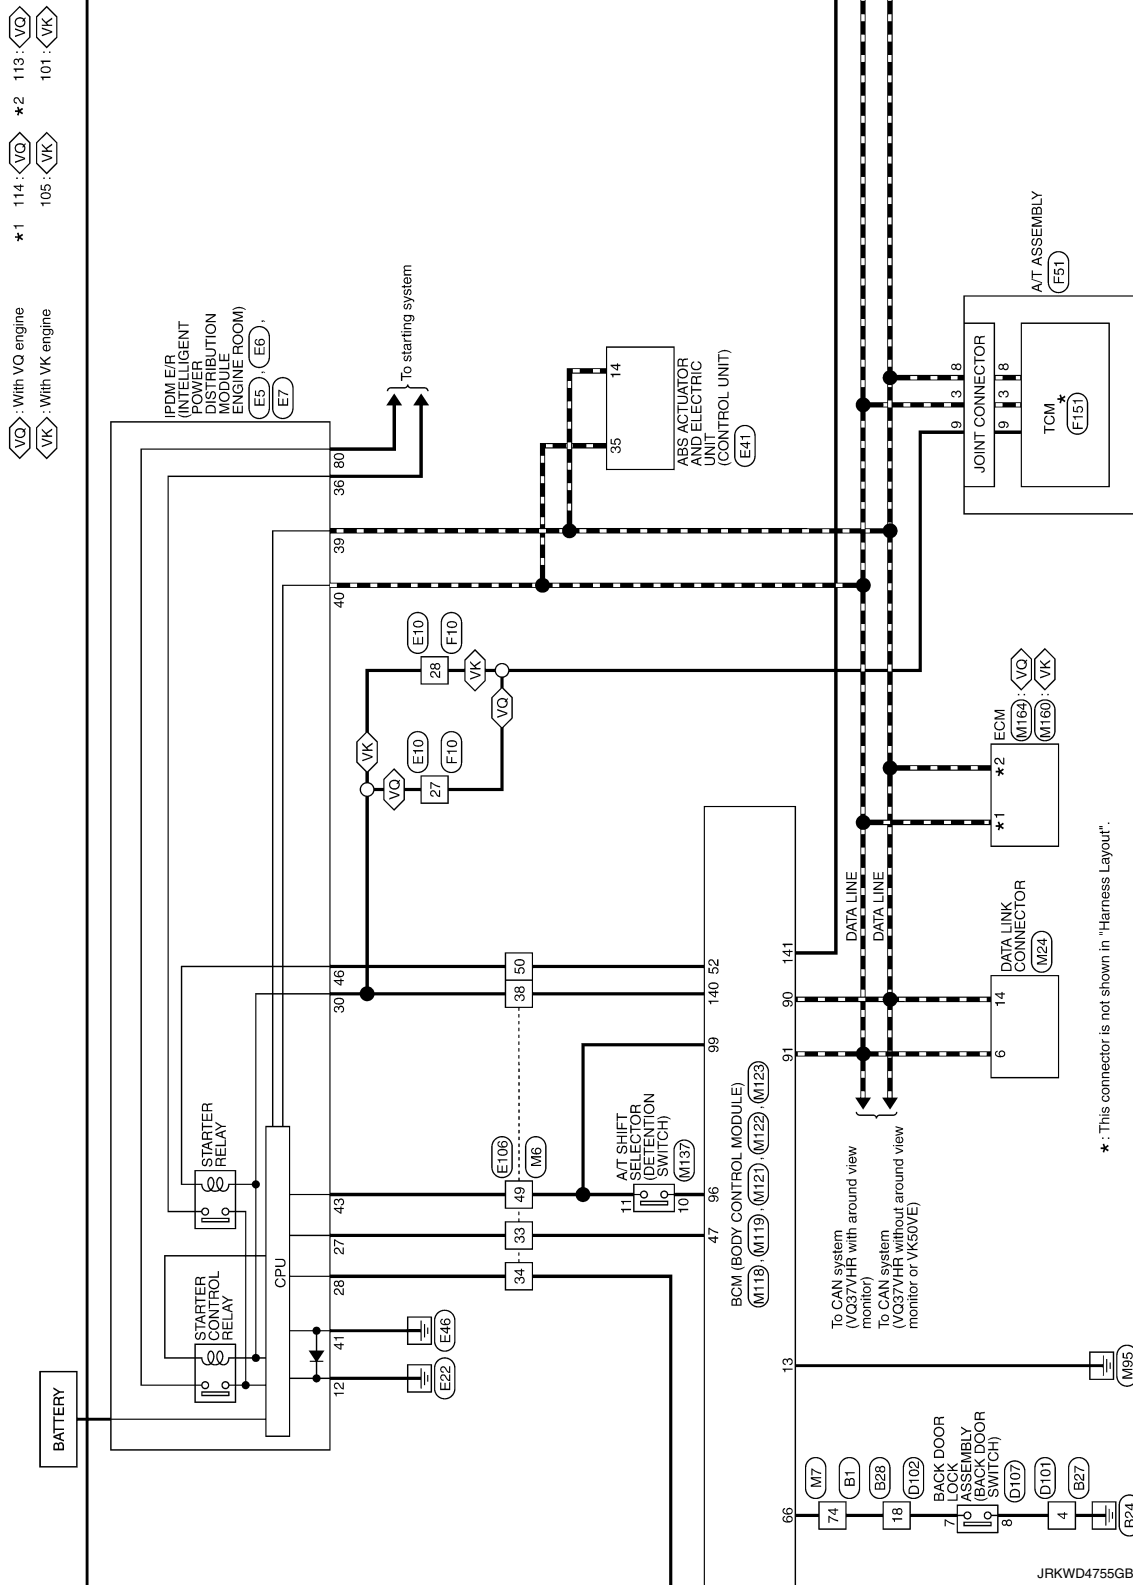 VQ : With VQ engine
VK : With VK engine
*1 114 : VQ
105 : VK
*2 113 : VQ
101 : VK
BATTERY
IPDM E/R
(INTELLIGENT
POWER
DISTRIBUTION
MODULE
ENGINE ROOM)
E5 , E6 ,
E7
STARTER
CONTROL
RELAY
STARTER
RELAY
CPU
12
41
28
27
43
30
46
40
39
36
80
To starting system
E22
E46
34
33
49
38
50
E106
M6
VK
VQ
27
E10
F10
28
E10
F10
VK
VQ
35
14
ABS ACTUATOR
AND ELECTRIC
UNIT
(CONTROL UNIT)
E41
A/T SHIFT
SELECTOR
(DETENTION
SWITCH)
M137
11
10
47
96
99
140
52
BCM (BODY CONTROL MODULE)
M118 , M119 , M121 , M122 , M123
66
13
91
90
141
DATA LINE
DATA LINE
To CAN system
(VQ37VHR with around view
monitor)
To CAN system
(VQ37VHR without around view
monitor or VK50VE)
74
M7
B1
18
B28
D102
BACK DOOR
LOCK
ASSEMBLY
(BACK DOOR
SWITCH)
D107
7
8
4
D101
B27
B24
M95
6
14
DATA LINK
CONNECTOR
M24
*1
*2
ECM
M164 : VQ
M160 : VK
9
3
8
JOINT CONNECTOR
9
3
8
TCM *
F151
A/T ASSEMBLY
F51
* : This connector is not shown in "Harness Layout".
JRKWD4755GB